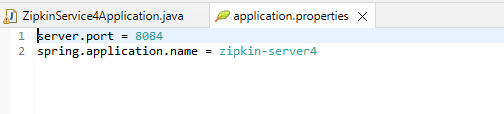 ZipkinService4Application.java application.properties
1 server.port = 8084
2 spring.application.name = zipkin-server4